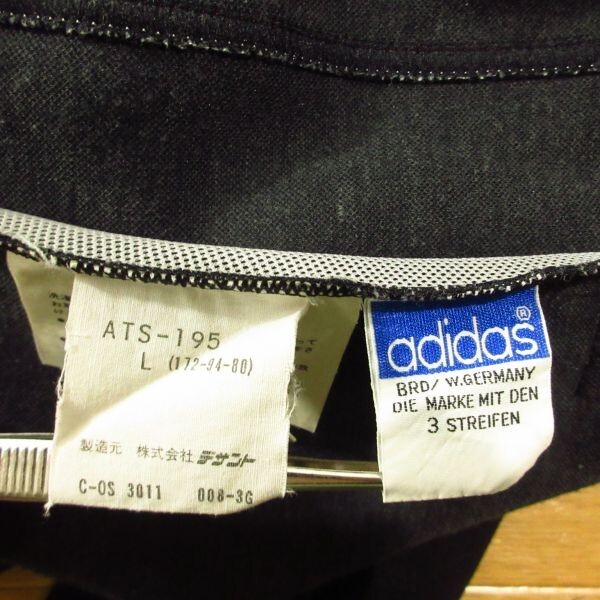 ATS-195
L (172-94-80)
製造元 株式会社 デサント
C-OS 3011 008-3G
adidas®
BRD/ W.GERMANY
DIE MARKE MIT DEN
3 STREIFEN